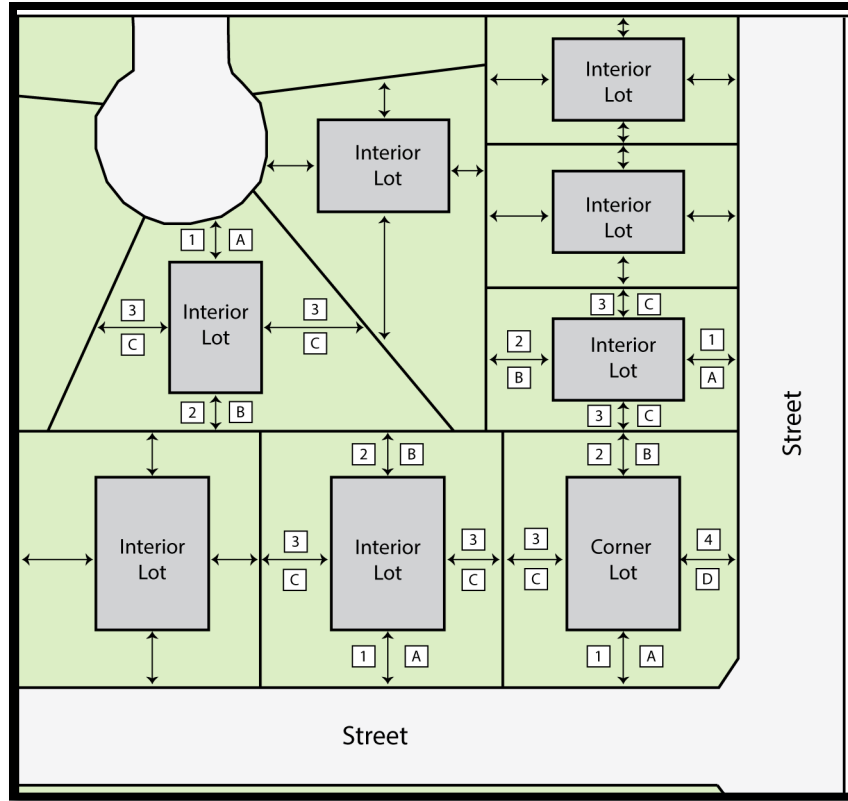 Interior
Lot
Interior
Lot
Interior
Lot
1 A
3 3
Interior
Lot
C C
2 B
3 C
2 1
Interior
Lot
B A
3 C
Street
2 B
2 B
Interior
Lot
3 3
Interior
Lot
C C
3 4
Corner
Lot
C D
1 A
1 A
Street